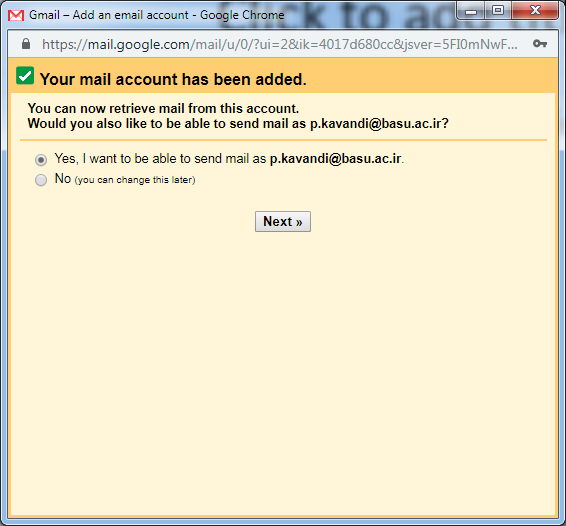 Gmail – Add an email account - Google Chrome
Click to add
https://mail.google.com/mail/u/0/?ui=2&ik=4017d680cc&jsver=5FI0mNwF...
Your mail account has been added.
You can now retrieve mail from this account.
Would you also like to be able to send mail as p.kavandi@basu.ac.ir?
Yes, I want to be able to send mail as p.kavandi@basu.ac.ir.
No (you can change this later)
Next »